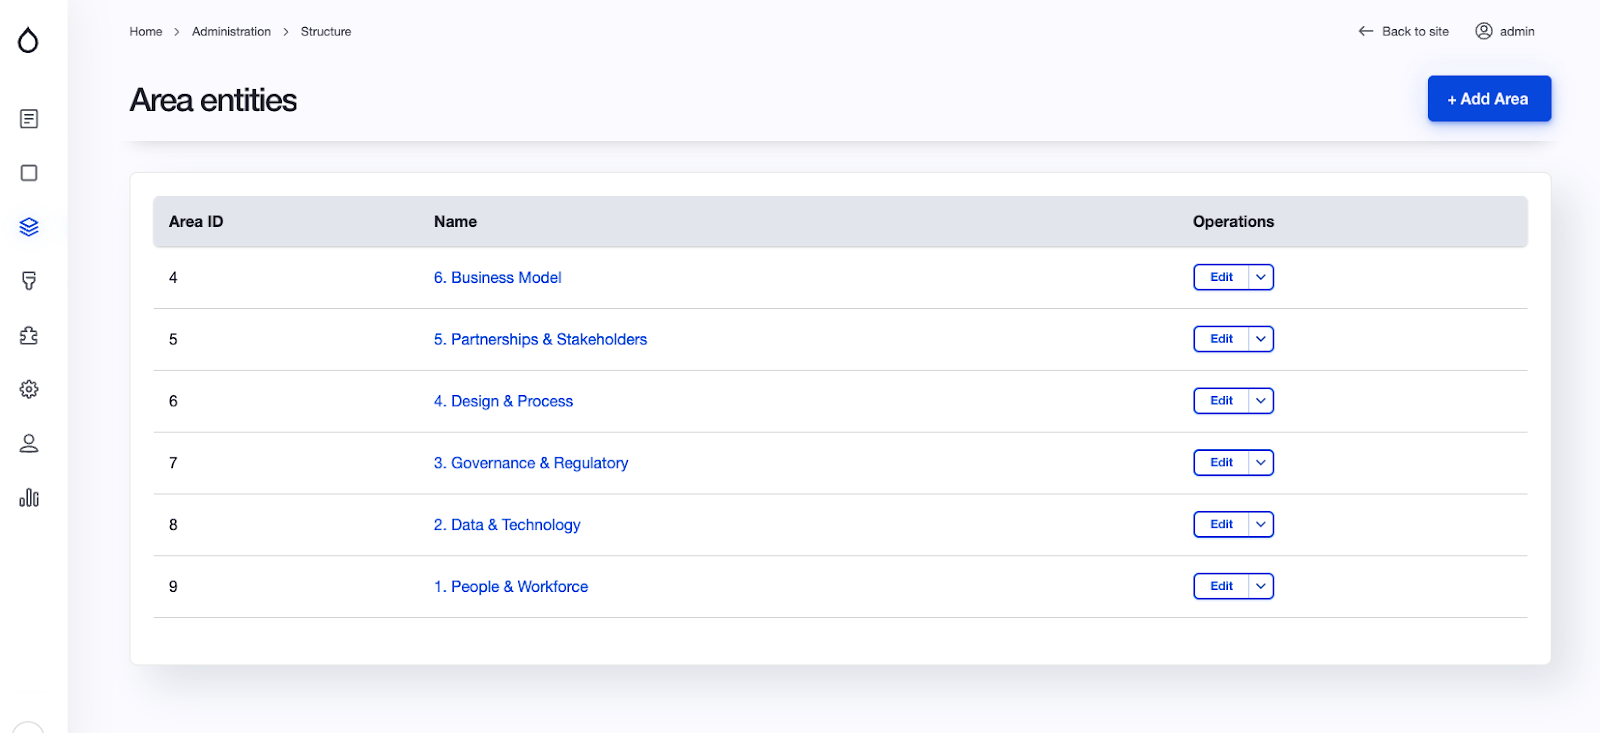 Home > Administration > Structure
Back to site admin
Area entities
+ Add Area
Area ID Name Operations
4 6. Business Model Edit
5 5. Partnerships & Stakeholders Edit
6 4. Design & Process Edit
7 3. Governance & Regulatory Edit
8 2. Data & Technology Edit
9 1. People & Workforce Edit